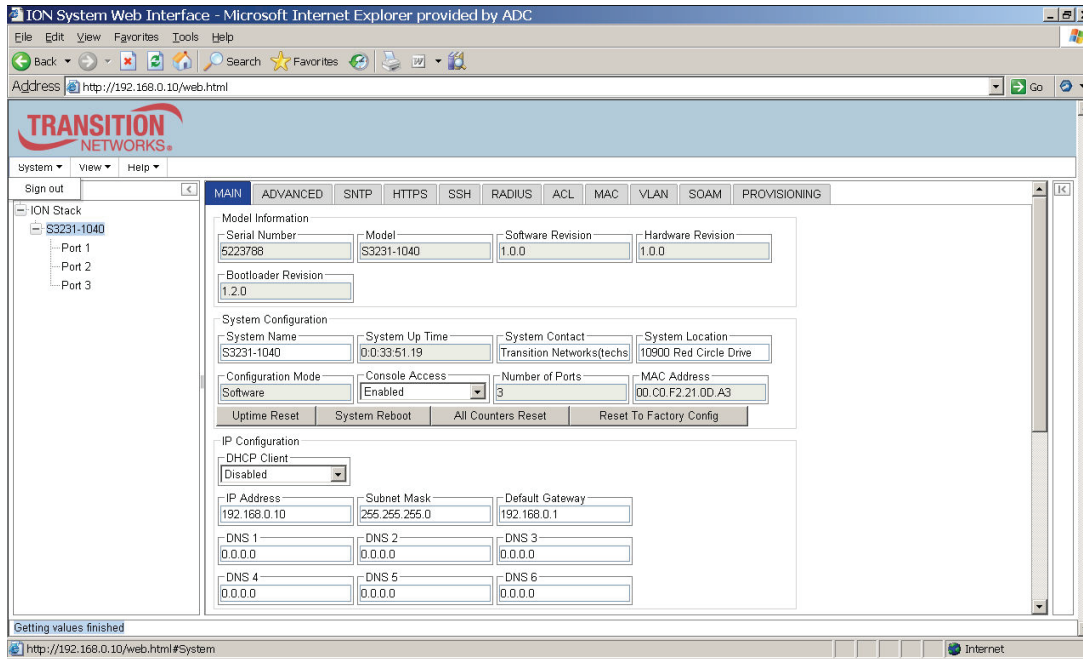 ION System Web Interface - Microsoft Internet Explorer provided by ADC
File Edit View Favorites Tools Help
Back Search Favorites
Address http://192.168.0.10/web.html Go
TRANSITION
NETWORKS®
System View Help
Sign out
ION Stack
S3231-1040
Port 1
Port 2
Port 3
MAIN ADVANCED SNTP HTTPS SSH RADIUS ACL MAC VLAN SOAM PROVISIONING
Model Information
Serial Number Model Software Revision Hardware Revision
5223788 S3231-1040 1.0.0 1.0.0
Bootloader Revision
1.2.0
System Configuration
System Name System Up Time System Contact System Location
S3231-1040 0:0:33:51.19 Transition Networks(techs 10900 Red Circle Drive
Configuration Mode Console Access Number of Ports MAC Address
Software Enabled 3 00.C0.F2.21.0D.A3
Uptime Reset System Reboot All Counters Reset Reset To Factory Config
IP Configuration
DHCP Client
Disabled
IP Address Subnet Mask Default Gateway
192.168.0.10 255.255.255.0 192.168.0.1
DNS 1 DNS 2 DNS 3
0.0.0.0 0.0.0.0 0.0.0.0
DNS 4 DNS 5 DNS 6
0.0.0.0 0.0.0.0 0.0.0.0
Getting values finished
http://192.168.0.10/web.html#System Internet